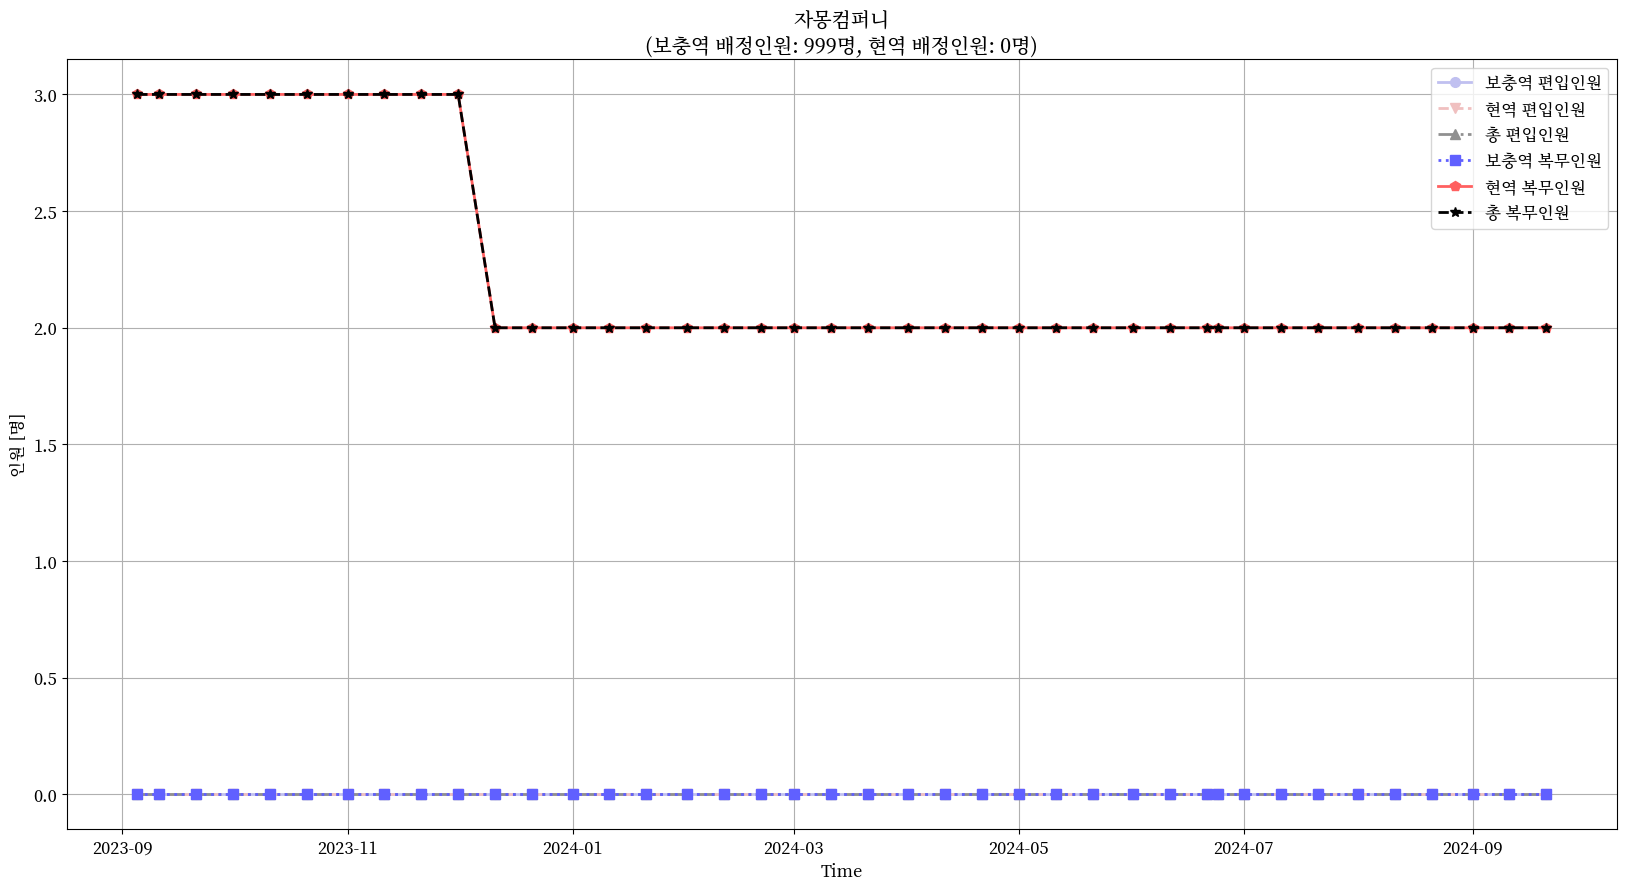 자몽컴퍼니
(보충역 배정인원: 999명, 현역 배정인원: 0명)
보충역 편입인원
현역 편입인원
총 편입인원
보충역 복무인원
현역 복무인원
총 복무인원
인원 [명]
3.0
2.5
2.0
1.5
1.0
0.5
0.0
2023-09
2023-11
2024-01
2024-03
2024-05
2024-07
2024-09
Time